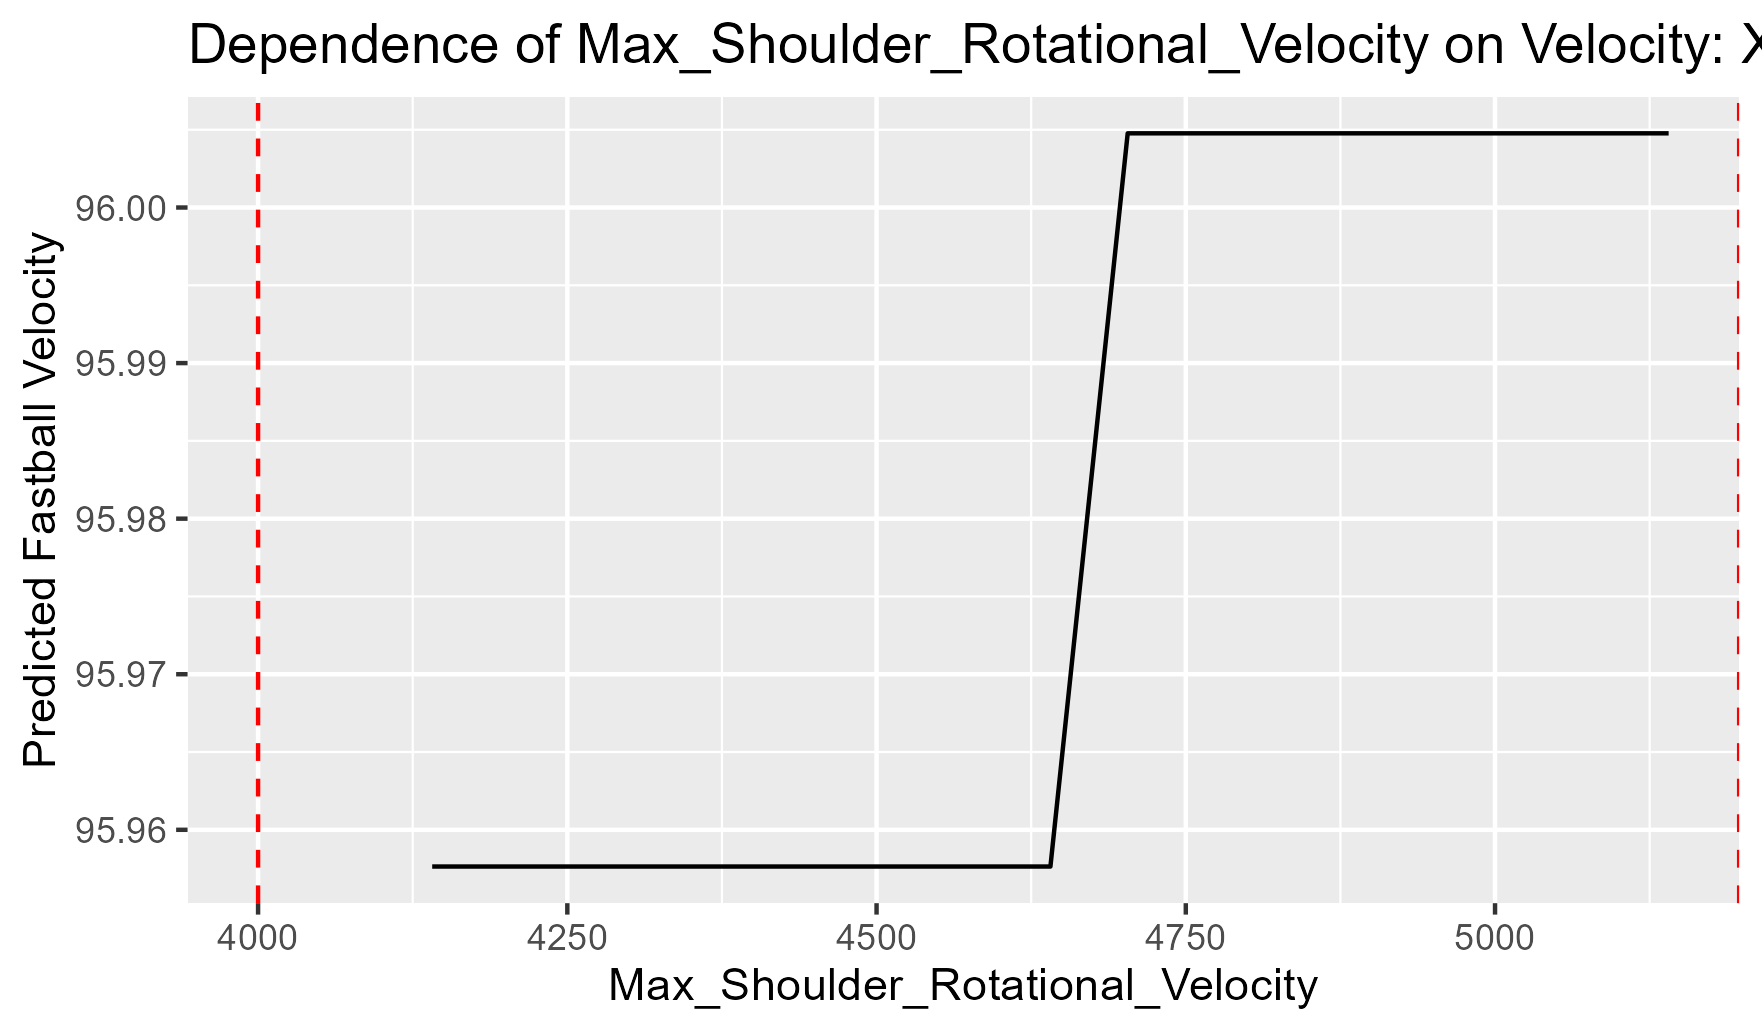 Dependence of Max_Shoulder_Rotational_Velocity on Velocity: X
Predicted Fastball Velocity
96.00
95.99
95.98
95.97
95.96
4000 4250 4500 4750 5000
Max_Shoulder_Rotational_Velocity